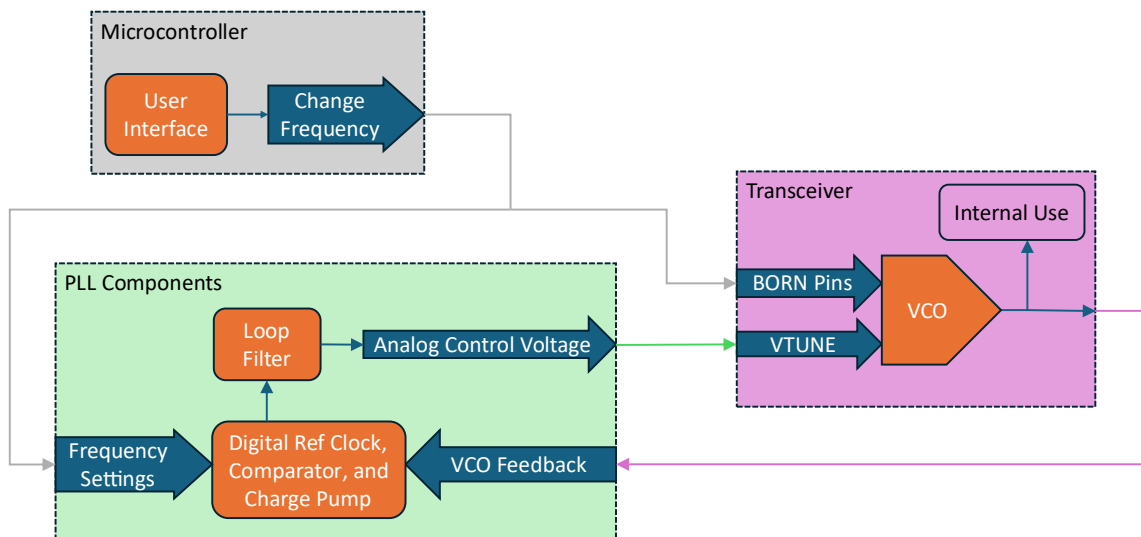 Microcontroller
User
Interface
Change
Frequency
Transceiver
Internal Use
BORN Pins
VCO
VTUNE
PLL Components
Loop
Filter
Analog Control Voltage
Frequency
Settings
Digital Ref Clock,
Comparator, and
Charge Pump
VCO Feedback